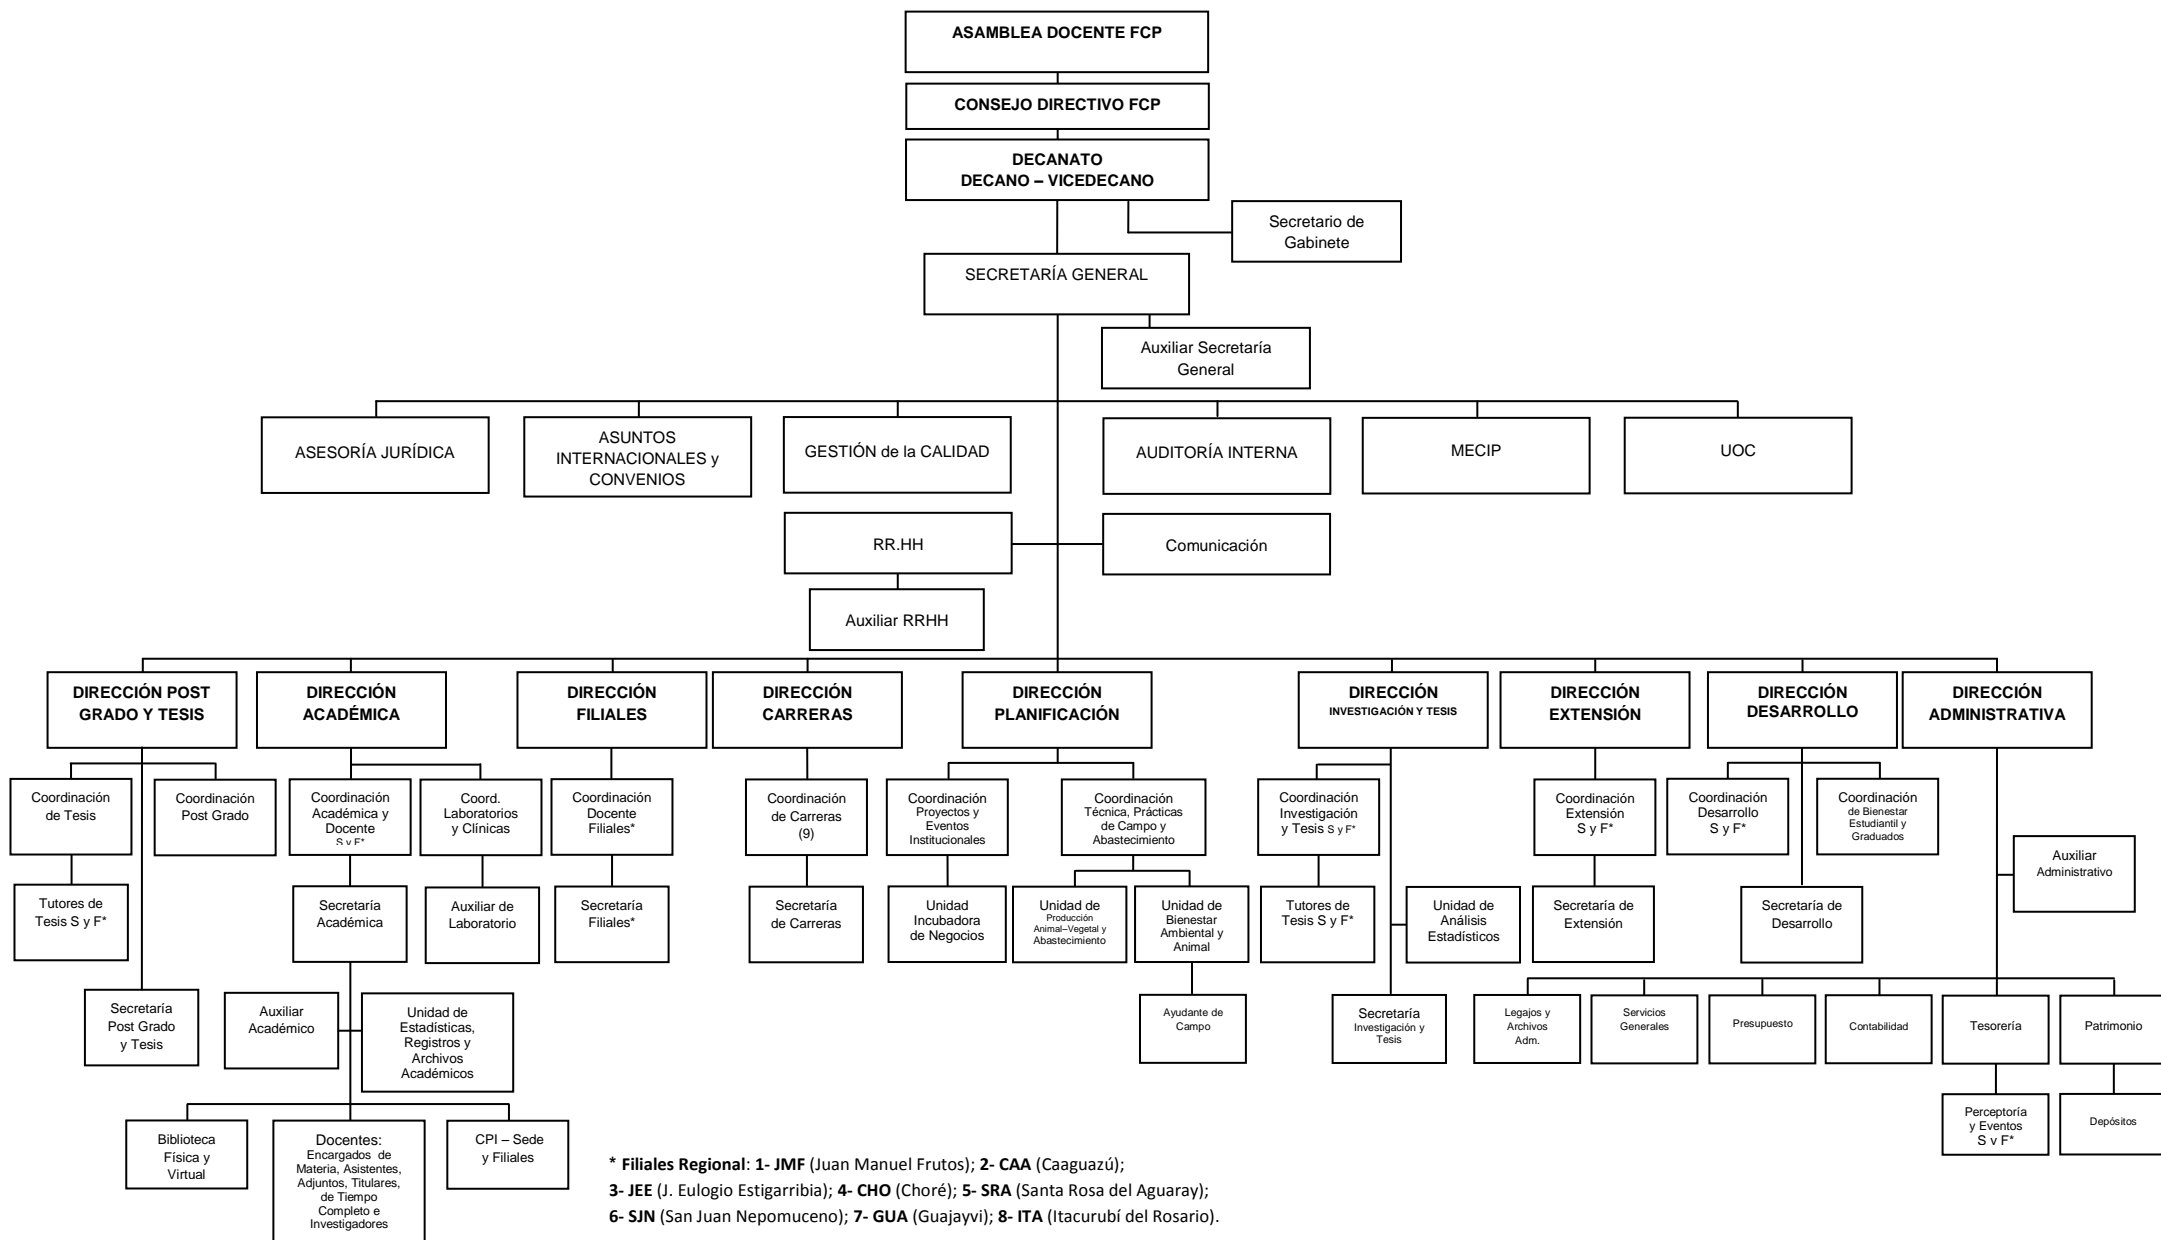 ASAMBLEA DOCENTE FCP
CONSEJO DIRECTIVO FCP
DECANATO
DECANO – VICEDECANO
Secretario de
Gabinete
SECRETARÍA GENERAL
Auxiliar Secretaría
General
ASESORÍA JURÍDICA
ASUNTOS
INTERNACIONALES y
CONVENIOS
GESTIÓN de la CALIDAD
AUDITORÍA INTERNA
MECIP
UOC
RR.HH
Comunicación
Auxiliar RRHH
DIRECCIÓN POST
GRADO Y TESIS
DIRECCIÓN
ACADÉMICA
DIRECCIÓN
FILIALES
DIRECCIÓN
CARRERAS
DIRECCIÓN
PLANIFICACIÓN
DIRECCIÓN
INVESTIGACIÓN Y TESIS
DIRECCIÓN
EXTENSIÓN
DIRECCIÓN
DESARROLLO
DIRECCIÓN
ADMINISTRATIVA
Coordinación
de Tesis
Coordinación
Post Grado
Coordinación
Académica y
Docente
S y F*
Coord.
Laboratorios
y Clínicas
Coordinación
Docente
Filiales*
Coordinación
de Carreras
(9)
Coordinación
Proyectos y
Eventos
Institucionales
Coordinación
Técnica, Prácticas
de Campo y
Abastecimiento
Coordinación
Investigación
y Tesis S y F*
Coordinación
Extensión
S y F*
Coordinación
Desarrollo
S y F*
Coordinación
de Bienestar
Estudiantil y
Graduados
Auxiliar
Administrativo
Tutores de
Tesis S y F*
Secretaría
Académica
Auxiliar de
Laboratorio
Secretaría
Filiales*
Secretaría
de Carreras
Unidad
Incubadora
de Negocios
Unidad de
Producción
Animal–Vegetal y
Abastecimiento
Unidad de
Bienestar
Ambiental y
Animal
Tutores de
Tesis S y F*
Unidad de
Análisis
Estadísticos
Secretaría de
Extensión
Secretaría de
Desarrollo
Secretaría
Post Grado
y Tesis
Auxiliar
Académico
Unidad de
Estadísticas,
Registros y
Archivos
Académicos
Ayudante de
Campo
Secretaría
Investigación y
Tesis
Legajos y
Archivos
Adm.
Servicios
Generales
Presupuesto
Contabilidad
Tesorería
Patrimonio
Biblioteca
Física y
Virtual
Docentes:
Encargados de
Materia, Asistentes,
Adjuntos, Titulares,
de Tiempo
Completo e
Investigadores
CPI – Sede
y Filiales
Perceptoría
y Eventos
S y F*
Depósitos
* Filiales Regional: 1- JMF (Juan Manuel Frutos); 2- CAA (Caaguazú);
3- JEE (J. Eulogio Estigarribia); 4- CHO (Choré); 5- SRA (Santa Rosa del Aguaray);
6- SJN (San Juan Nepomuceno); 7- GUA (Guajayvi); 8- ITA (Itacurubí del Rosario).